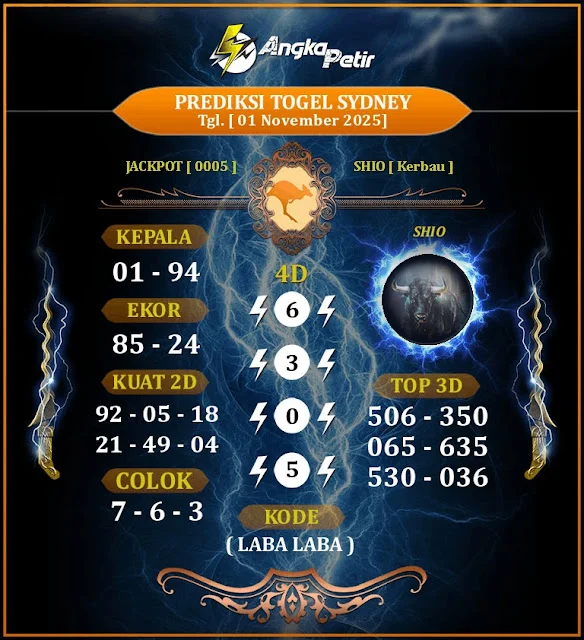 Angka Petir
PREDIKSI TOGEL SYDNEY
Tgl. [ 01 November 2025]
JACKPOT [ 0005 ]
SHIO [ Kerbau ]
KEPALA
01 - 94
EKOR
85 - 24
KUAT 2D
92 - 05 - 18
21 - 49 - 04
COLOK
7 - 6 - 3
4D
6
3
0
5
KODE
( LABA LABA )
SHIO
TOP 3D
506 - 350
065 - 635
530 - 036